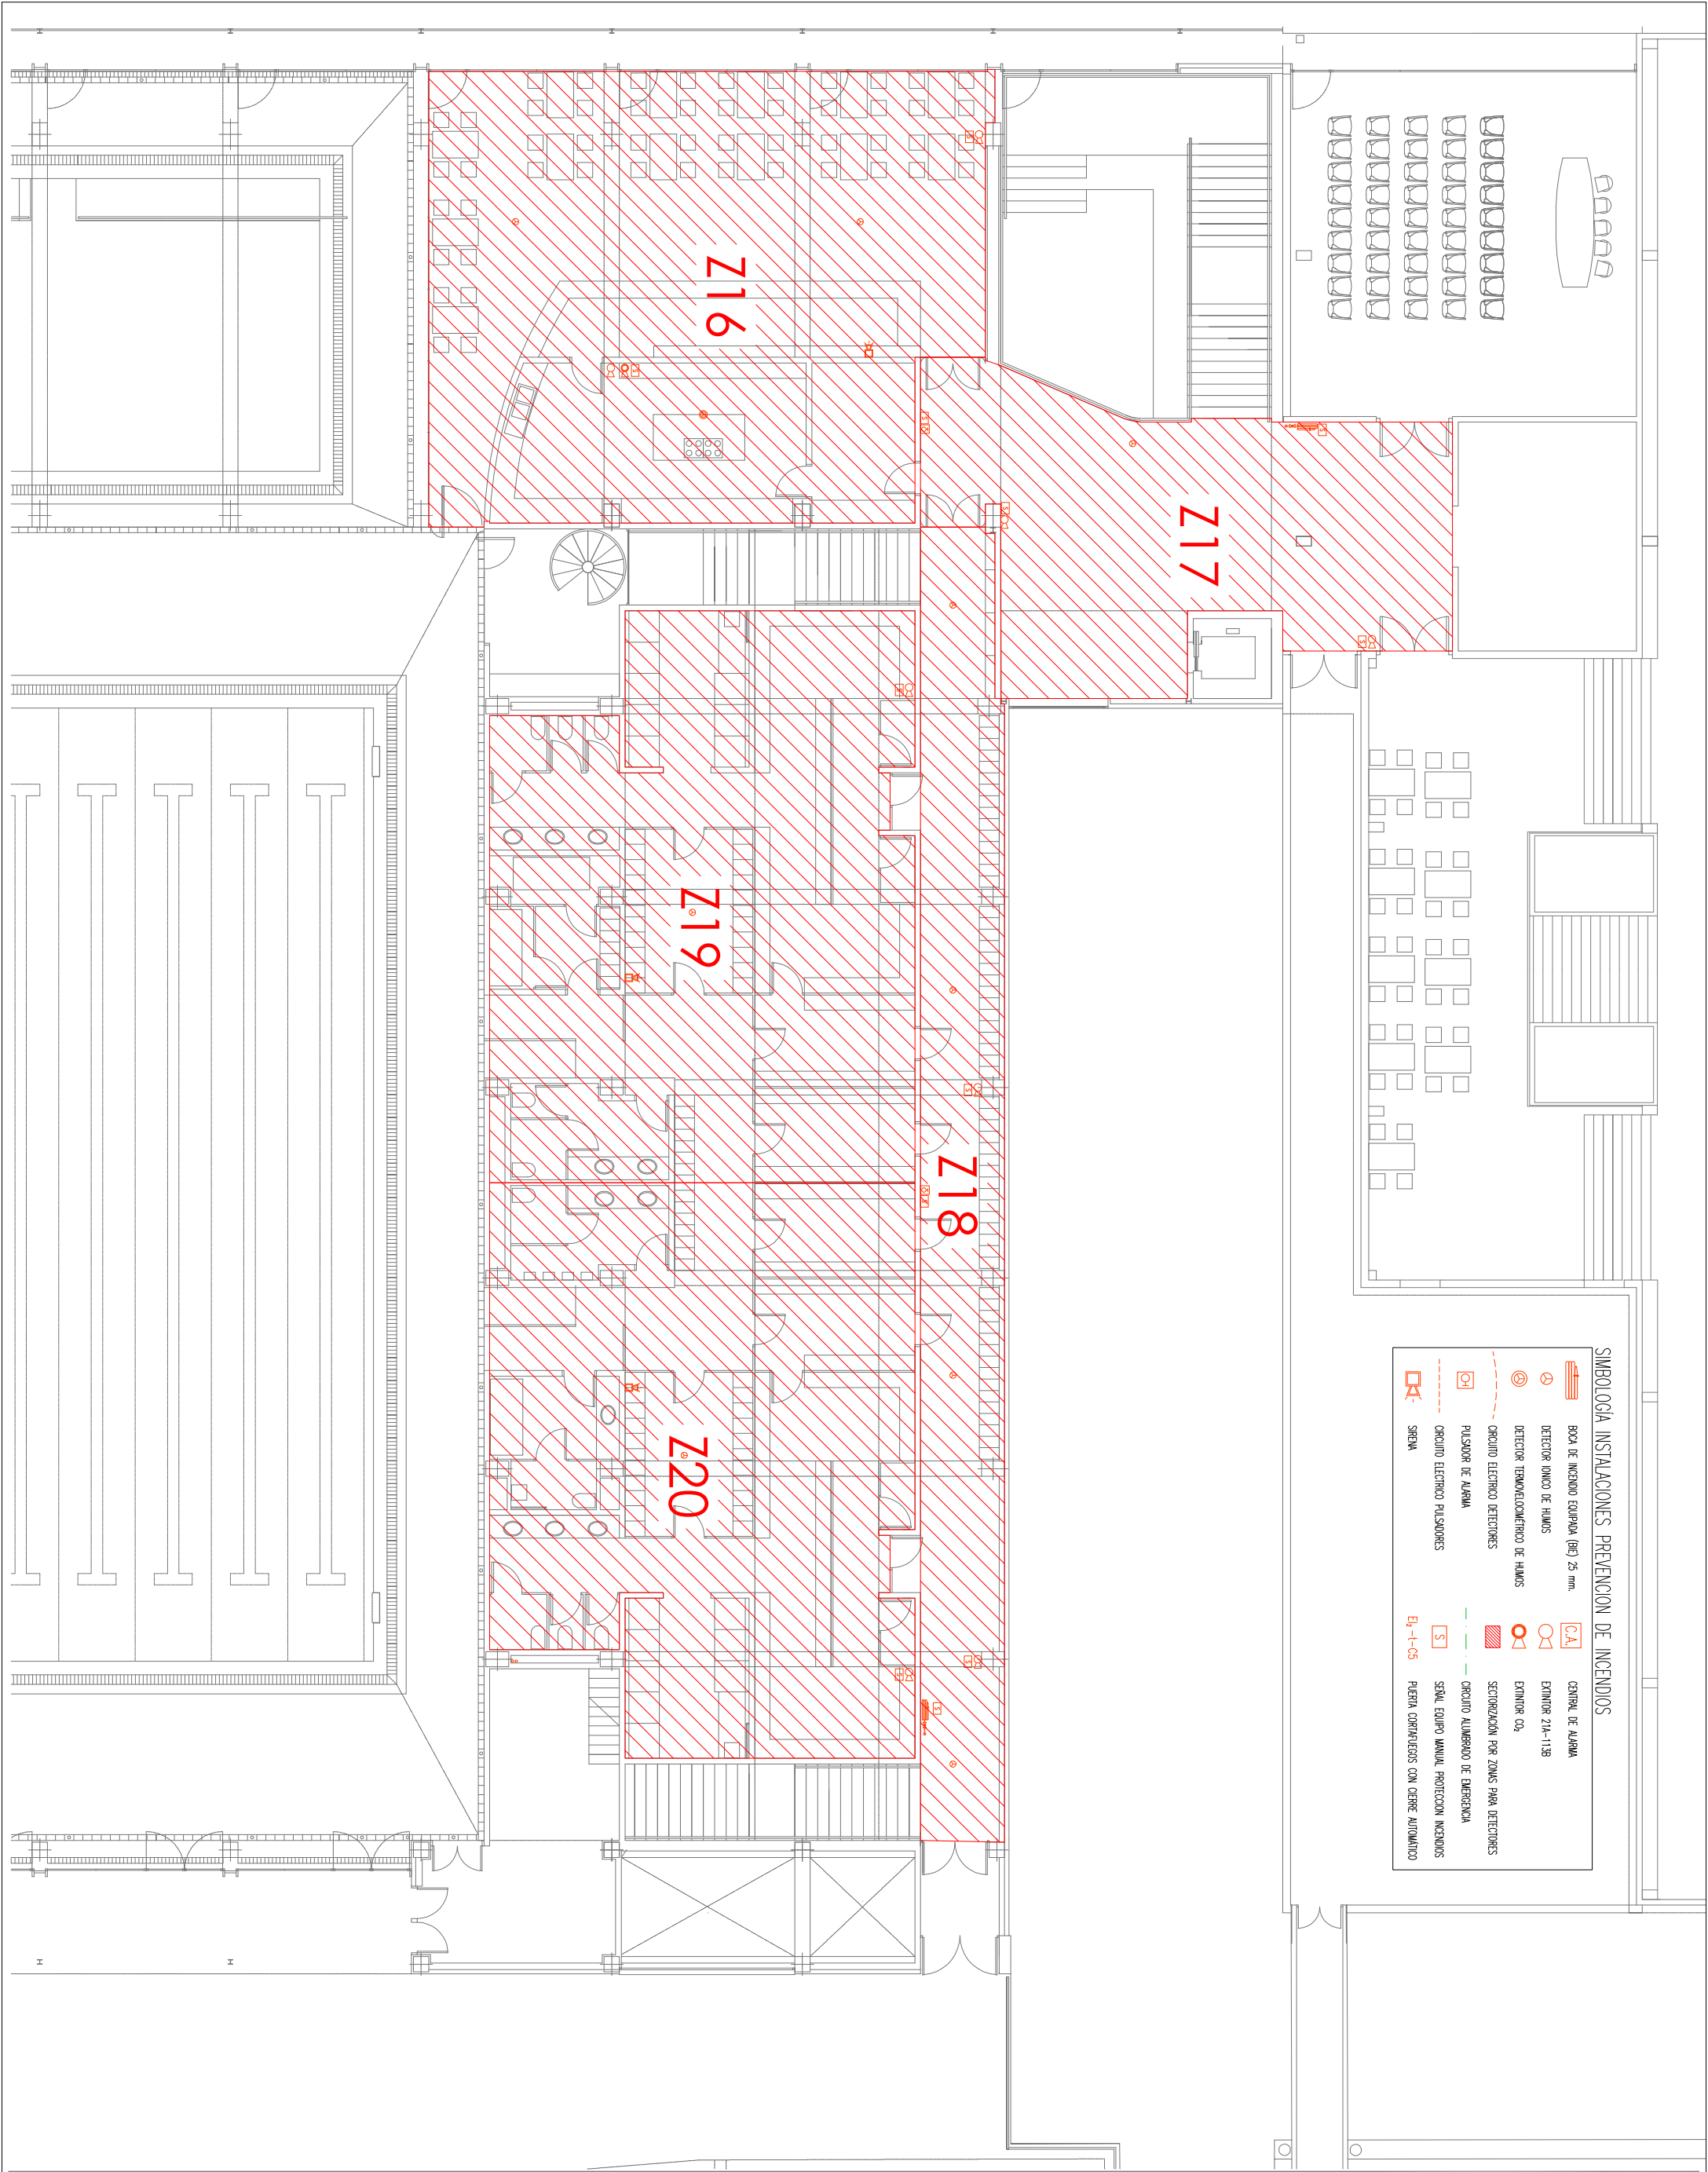 Z16
Z17
Z18
Z19
Z20
SIMBOLOGÍA INSTALACIONES PREVENCION DE INCENDIOS
BOCA DE INCENDIO EQUIPADA (BIE) 25 mm.
DETECTOR IONICO DE HUMOS
DETECTOR TERMOVELOCIMÉTRICO DE HUMOS
CIRCUITO ELECTRICO DETECTORES
PULSADOR DE ALARMA
CIRCUITO ELECTRICO PULSADORES
SIRENA
C.A. CENTRAL DE ALARMA
EXTINTOR 21A-113B
EXTINTOR CO2
SECTORIZACIÓN POR ZONAS PARA DETECTORES
CIRCUITO ALUMBRADO DE EMERGENCIA
S SEÑAL EQUIPO MANUAL PROTECCION INCENDIOS
EI2-t-C5 PUERTA CORTAFUEGOS CON CIERRE AUTOMÁTICO